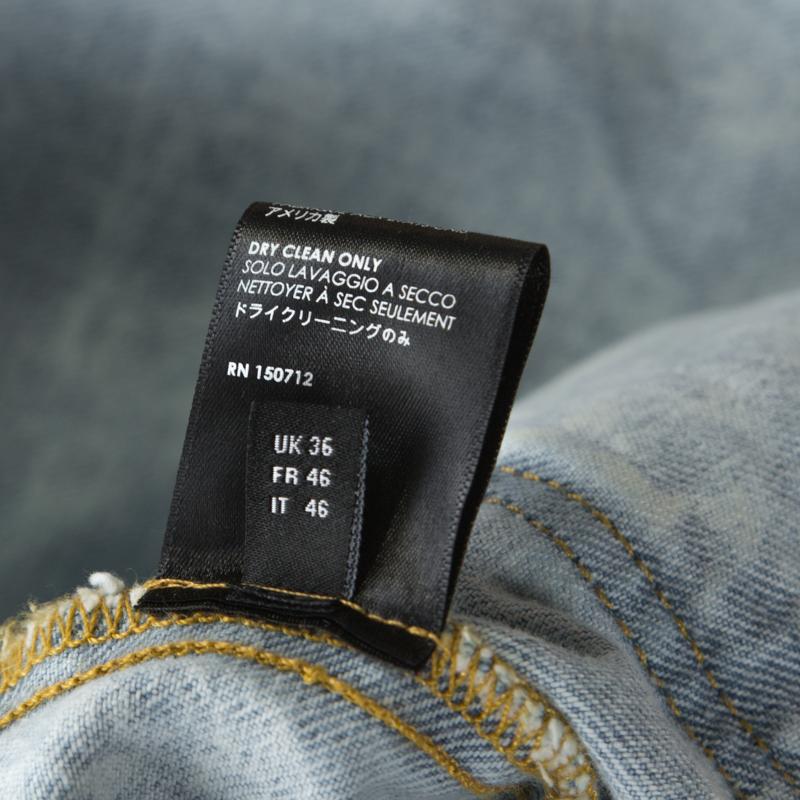 アメリカ製
DRY CLEAN ONLY
SOLO LAVAGGIO A SECCO
NETTOYER À SEC SEULEMENT
ドライクリーニングのみ
RN 150712
UK 36
FR 46
IT 46